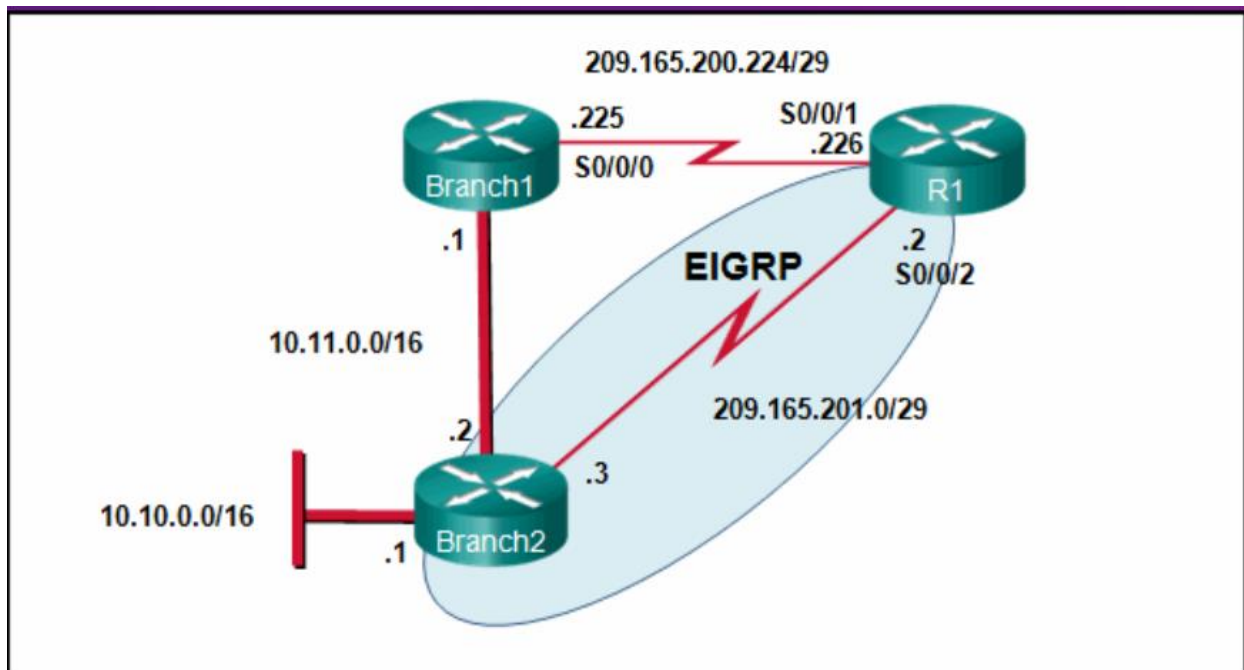 209.165.200.224/29
.225
S0/0/1
.226
S0/0/0
Branch1
R1
.1
.2
EIGRP
S0/0/2
10.11.0.0/16
209.165.201.0/29
.2
.3
10.10.0.0/16
Branch2
.1